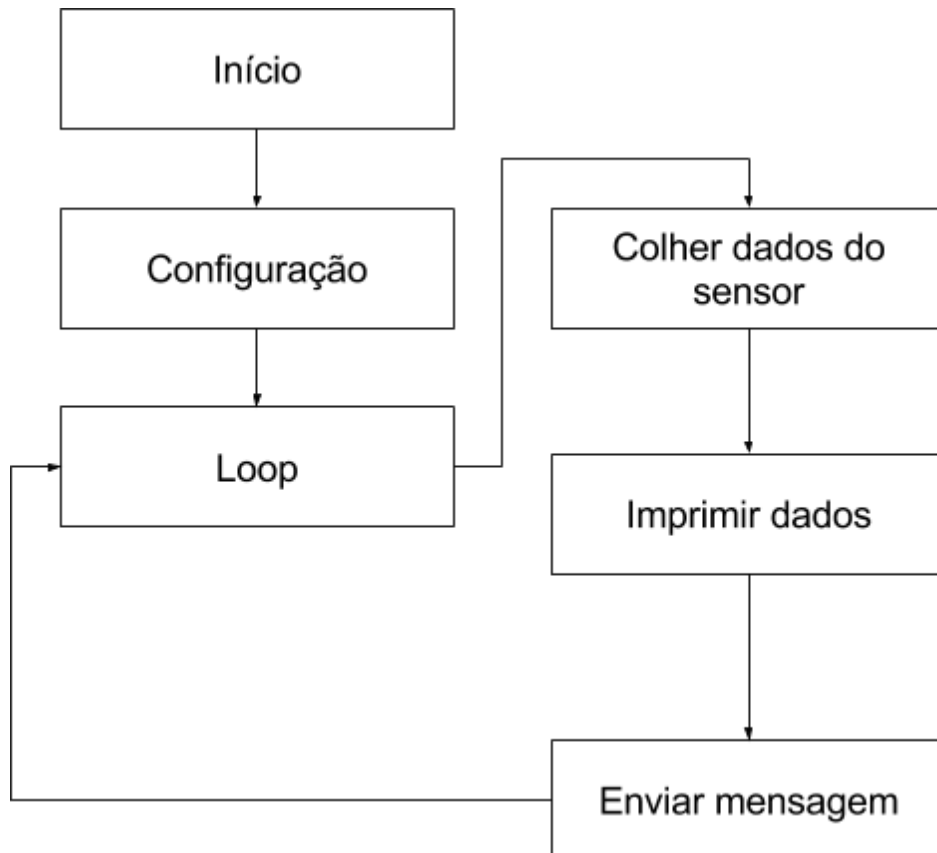 Início
Configuração
Loop
Colher dados do
sensor
Imprimir dados
Enviar mensagem